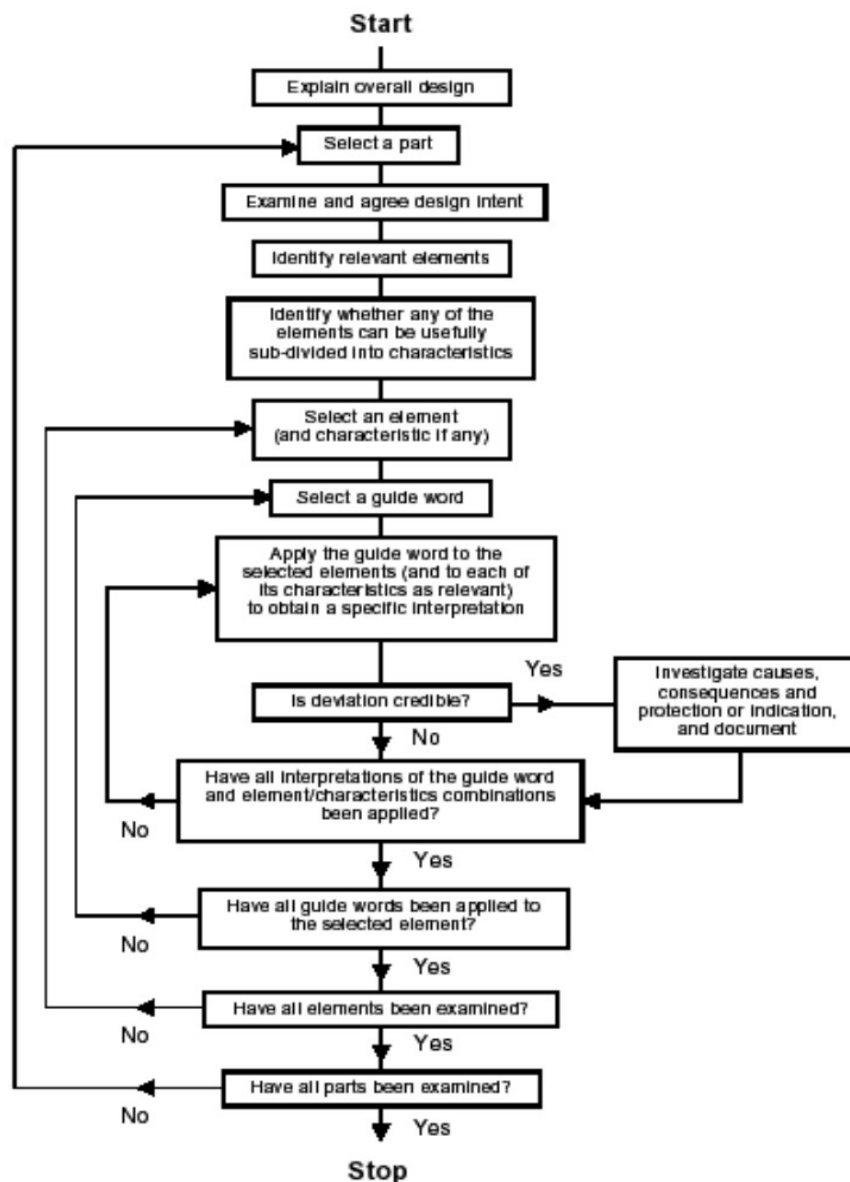 Start
Explain overall design
Select a part
Examine and agree design intent
Identify relevant elements
Identify whether any of the
elements can be usefully
sub-divided into characteristics
Select an element
(and characteristic if any)
Select a guide word
Apply the guide word to the
selected elements (and to each of
its characteristics as relevant)
to obtain a specific interpretation
Yes
Investigate causes,
consequences and
protection or indication,
and document
Is deviation credible?
No
Have all interpretations of the guide word
and element/characteristics combinations
been applied?
No
Yes
Have all guide words been applied to
the selected element?
No
Yes
Have all elements been examined?
No
Yes
Have all parts been examined?
No
Yes
Stop